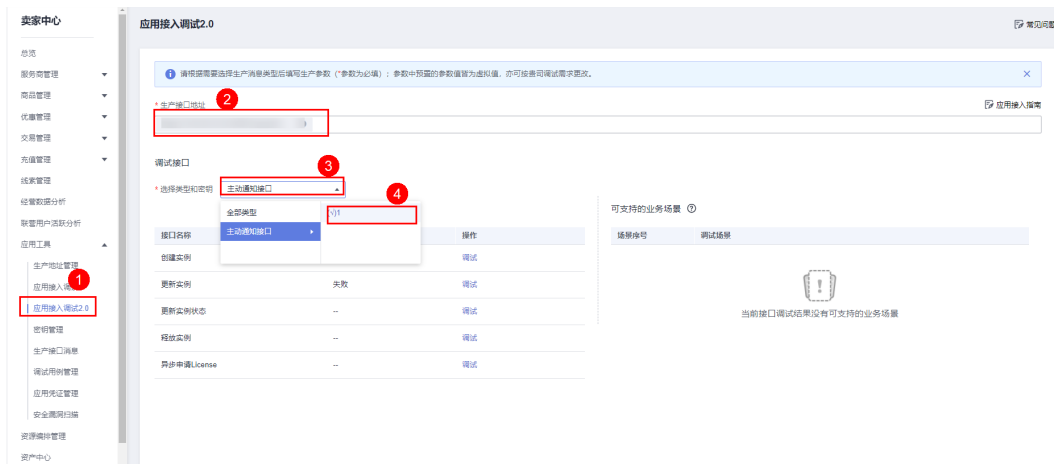 卖家中心
应用接入调试2.0
常见问题
总览
服务商管理
商品管理
优惠管理
交易管理
充值管理
线索管理
经营数据分析
联营用户活跃分析
应用工具
生产地址管理
应用接入调
1
应用接入调试2.0
密钥管理
生产接口消息
调试用例管理
应用凭证管理
安全漏洞扫描
资源编排管理
资产中心
请根据需要选择生产消息类型后填写生产参数（*参数为必填）；参数中预置的参数值皆为虚拟值，亦可按贵司调试需求更改。
* 生产接口地址
2
应用接入指南
调试接口
3
* 选择类型和密钥
主动通知接口
4
全部类型
主动通知接口
√)1
接口名称
操作
创建实例
调试
更新实例
失败
调试
更新实例状态
--
调试
释放实例
--
调试
异步申请License
--
调试
可支持的业务场景
场景序号
调试场景
当前接口调试结果没有可支持的业务场景